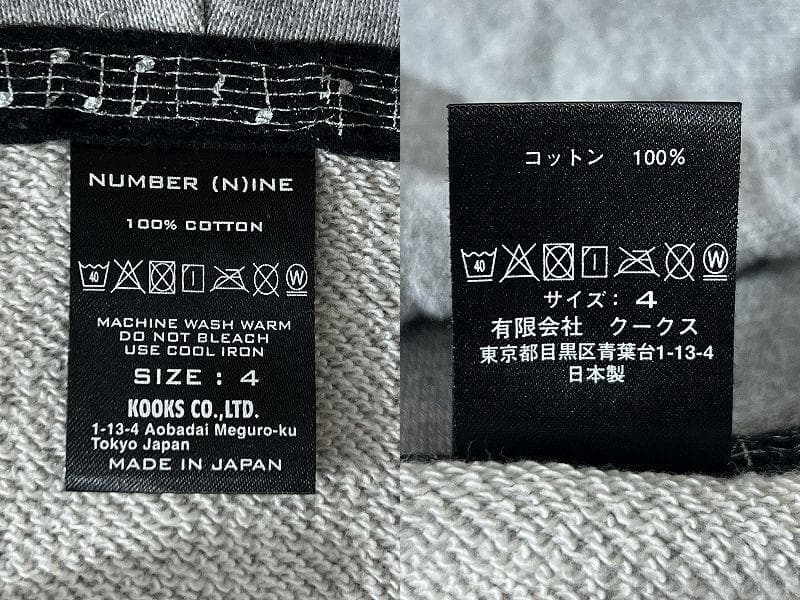 NUMBER (N)INE
100% COTTON
40
MACHINE WASH WARM
DO NOT BLEACH
USE COOL IRON
SIZE : 4
KOOKS CO.,LTD.
1-13-4 Aobadai Meguro-ku
Tokyo Japan
MADE IN JAPAN
コットン 100%
40
サイズ: 4
有限会社 クークス
東京都目黒区青葉台1-13-4
日本製